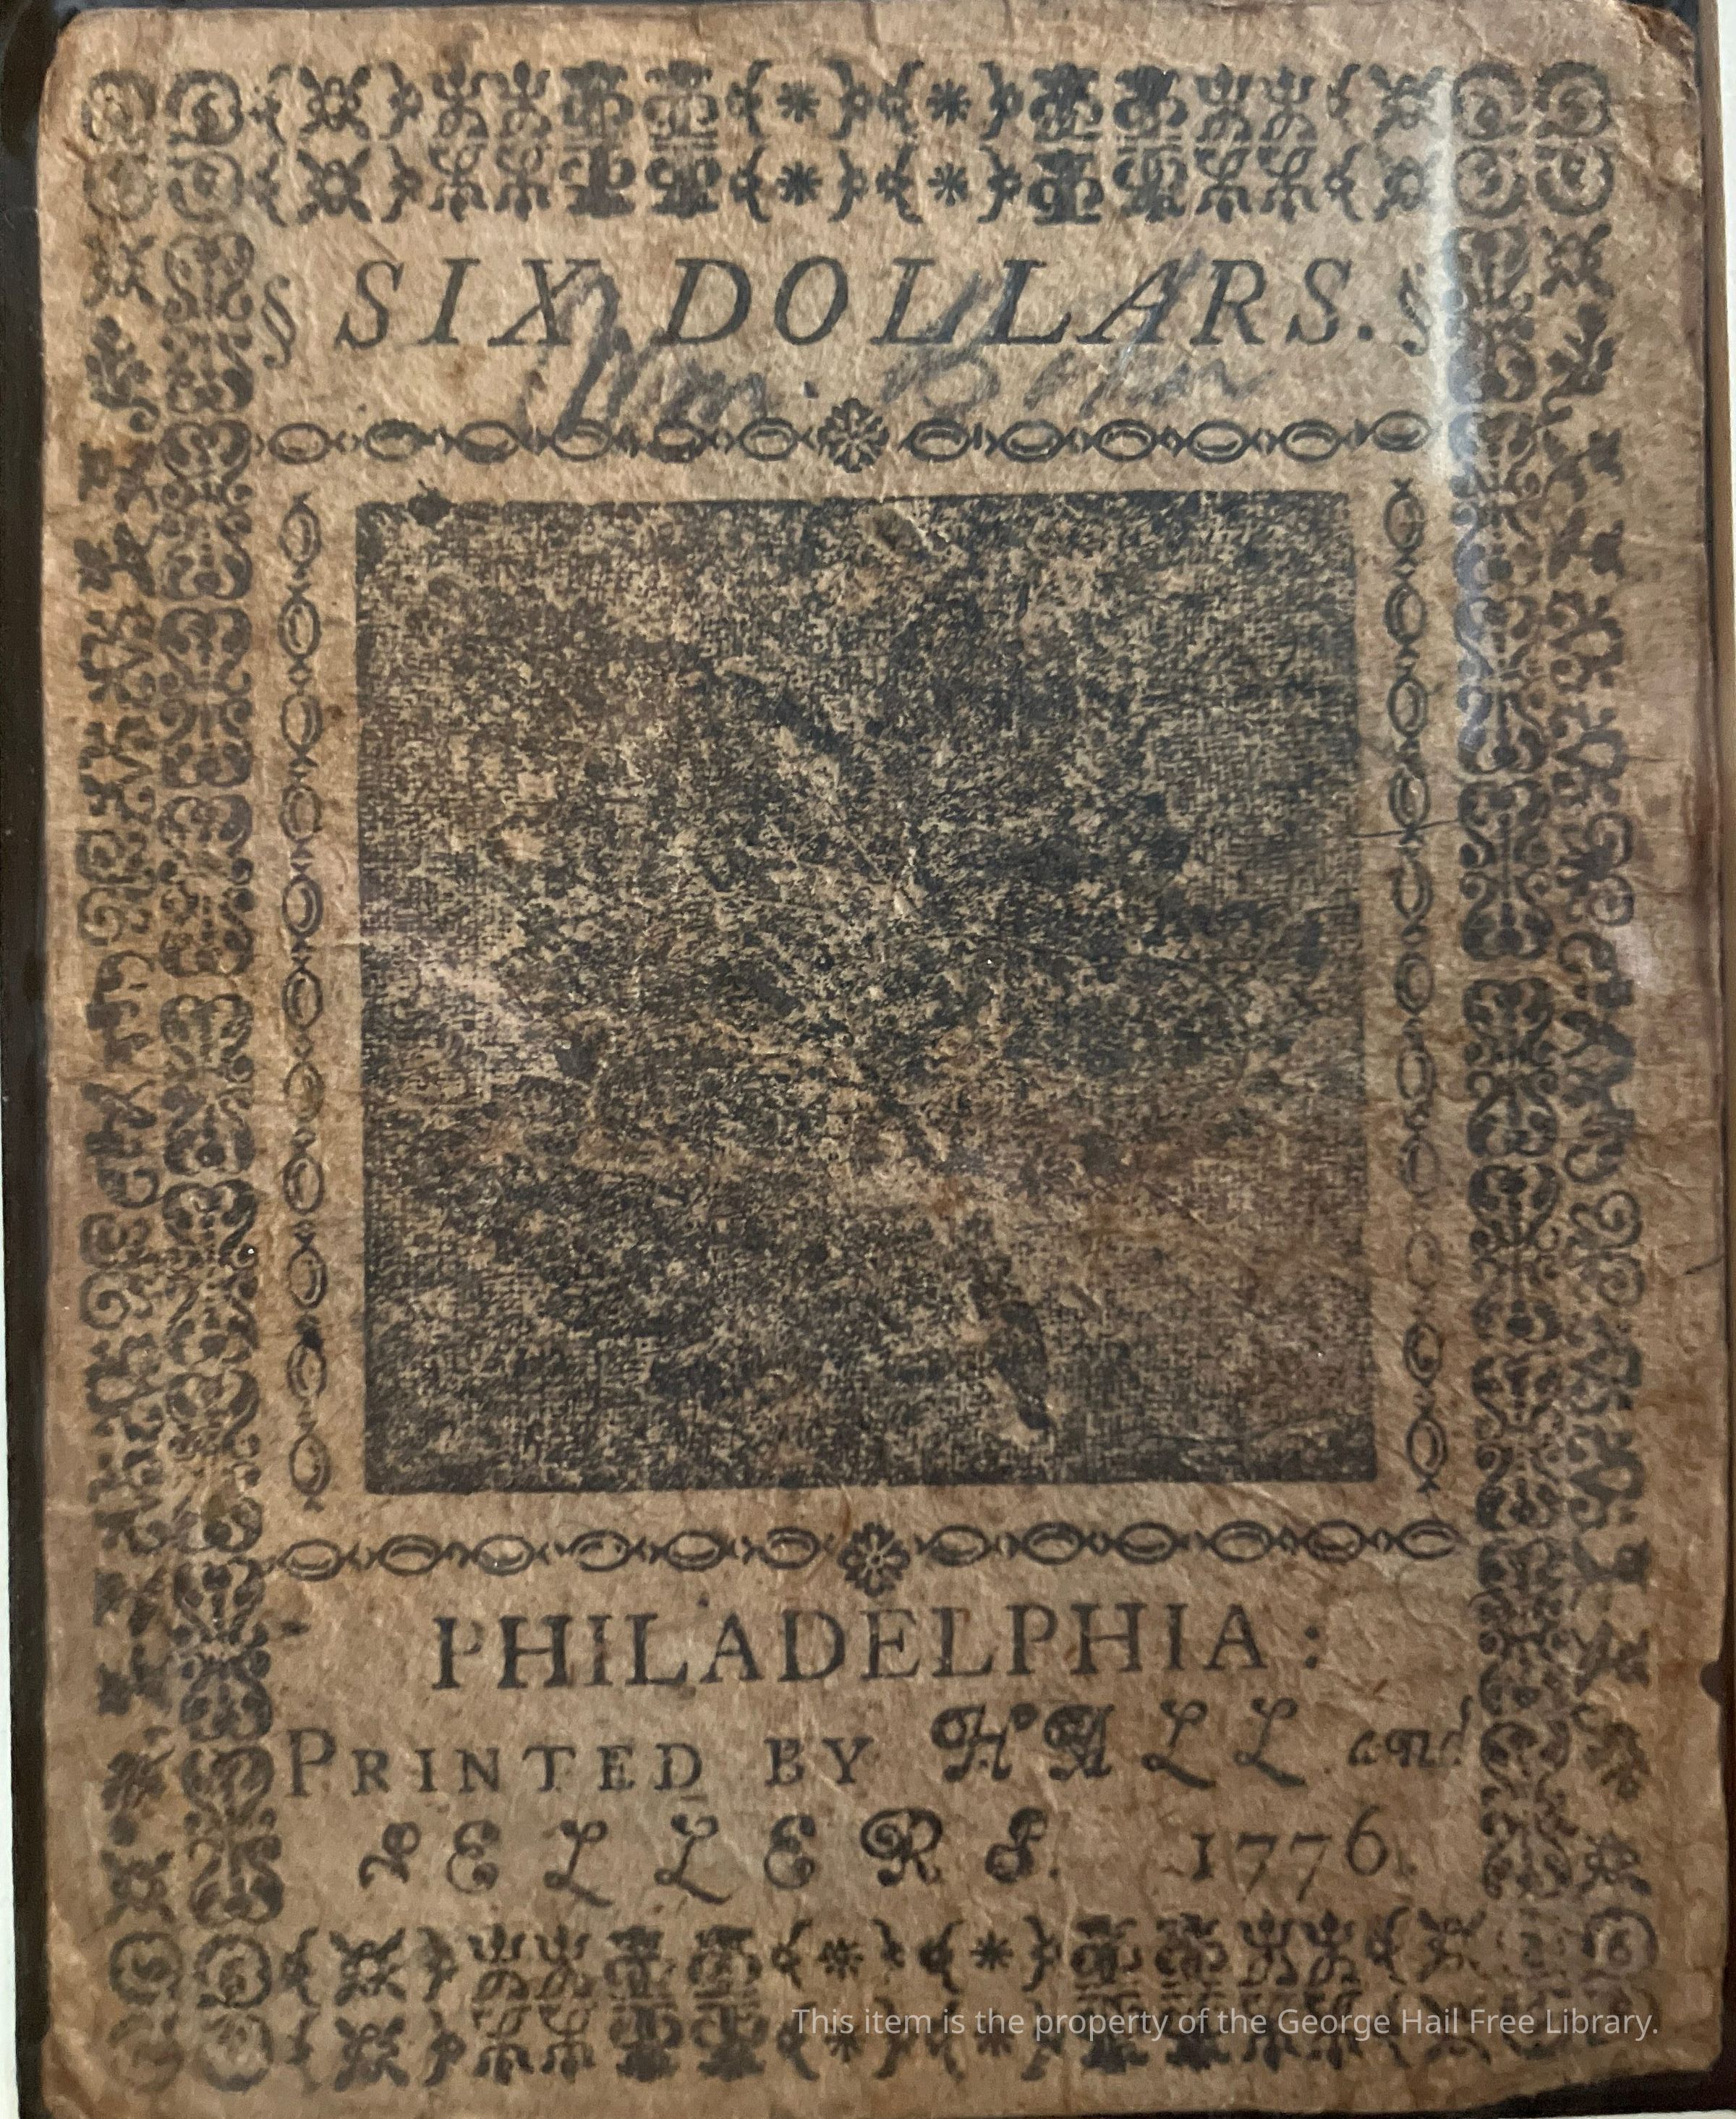 § SIX DOLLARS. §
Wm.
PHILADELPHIA:
PRINTED BY HALL and
SELLERS. 1776.
This item is the property of the George Hail Free Library.